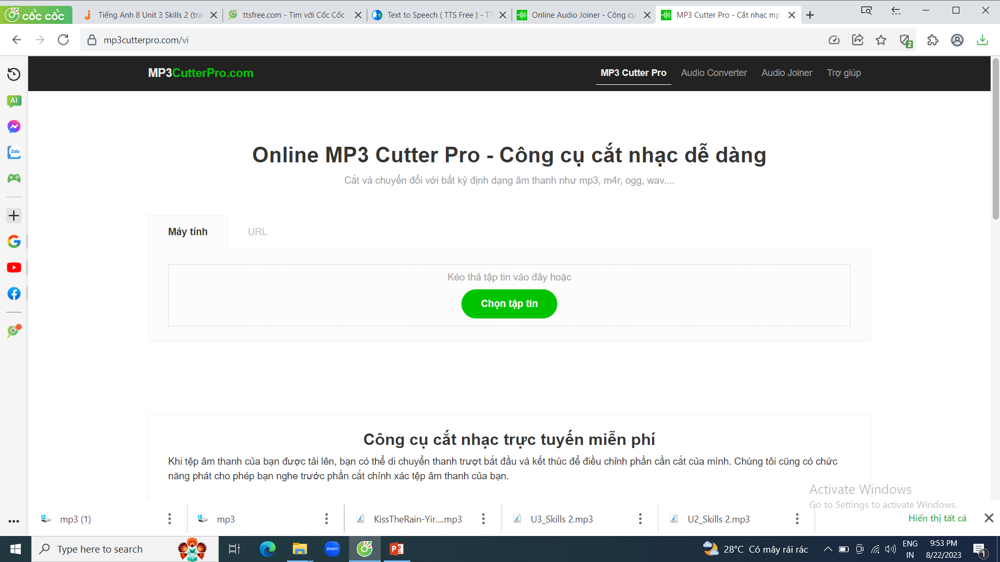 cốc cốc
Tiếng Anh 8 Unit 3 Skills 2 (tra
ttsfree.com - Tìm với Cốc Cốc
Text to Speech ( TTS Free ) - TT
Online Audio Joiner - Công cụ
MP3 Cutter Pro - Cắt nhạc mp
mp3cutterpro.com/vi
2
MP3CutterPro.com
MP3 Cutter Pro
Audio Converter
Audio Joiner
Trợ giúp
AI
Zalo
Online MP3 Cutter Pro - Công cụ cắt nhạc dễ dàng
Cắt và chuyển đổi với bất kỳ định dạng âm thanh như mp3, m4r, ogg, wav....
Máy tính
URL
Kéo thả tập tin vào đây hoặc
Chọn tập tin
Công cụ cắt nhạc trực tuyến miễn phí
Khi tệp âm thanh của bạn được tải lên, bạn có thể di chuyển thanh trượt bắt đầu và kết thúc để điều chỉnh phần cần cắt của mình. Chúng tôi cũng có chức
năng phát cho phép bạn nghe trước phần cắt chính xác tệp âm thanh của bạn.
Activate Windows
Go to Settings to activate Windows.
mp3 (1)
mp3
KissTheRain-Yir....mp3
U3_Skills 2.mp3
U2_Skills 2.mp3
Hiển thị tất cả
Type here to search
zoom
28°C Có mây rải rác
ENG
IN
9:53 PM
8/22/2023
1